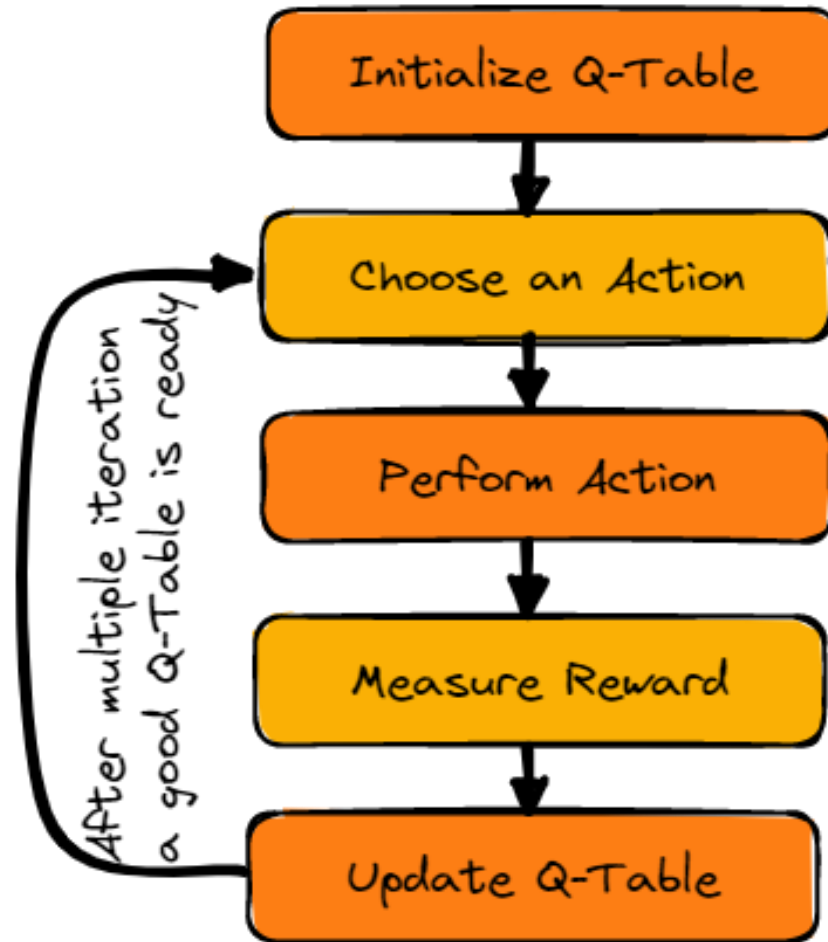 Initialize Q-Table
Choose an Action
Perform Action
Measure Reward
Update Q-Table
After multiple iteration
a good Q-Table is ready